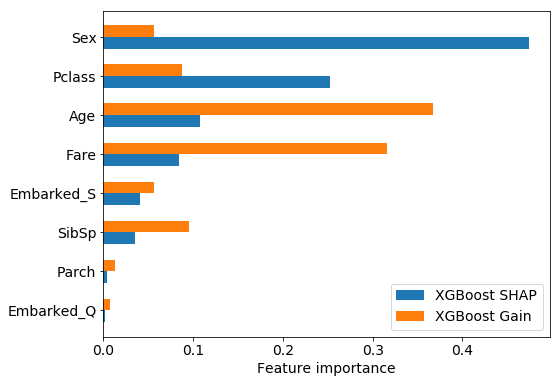 Sex
Pclass
Age
Fare
Embarked_S
SibSp
Parch
Embarked_Q
XGBoost SHAP
XGBoost Gain
0.0 0.1 0.2 0.3 0.4
Feature importance